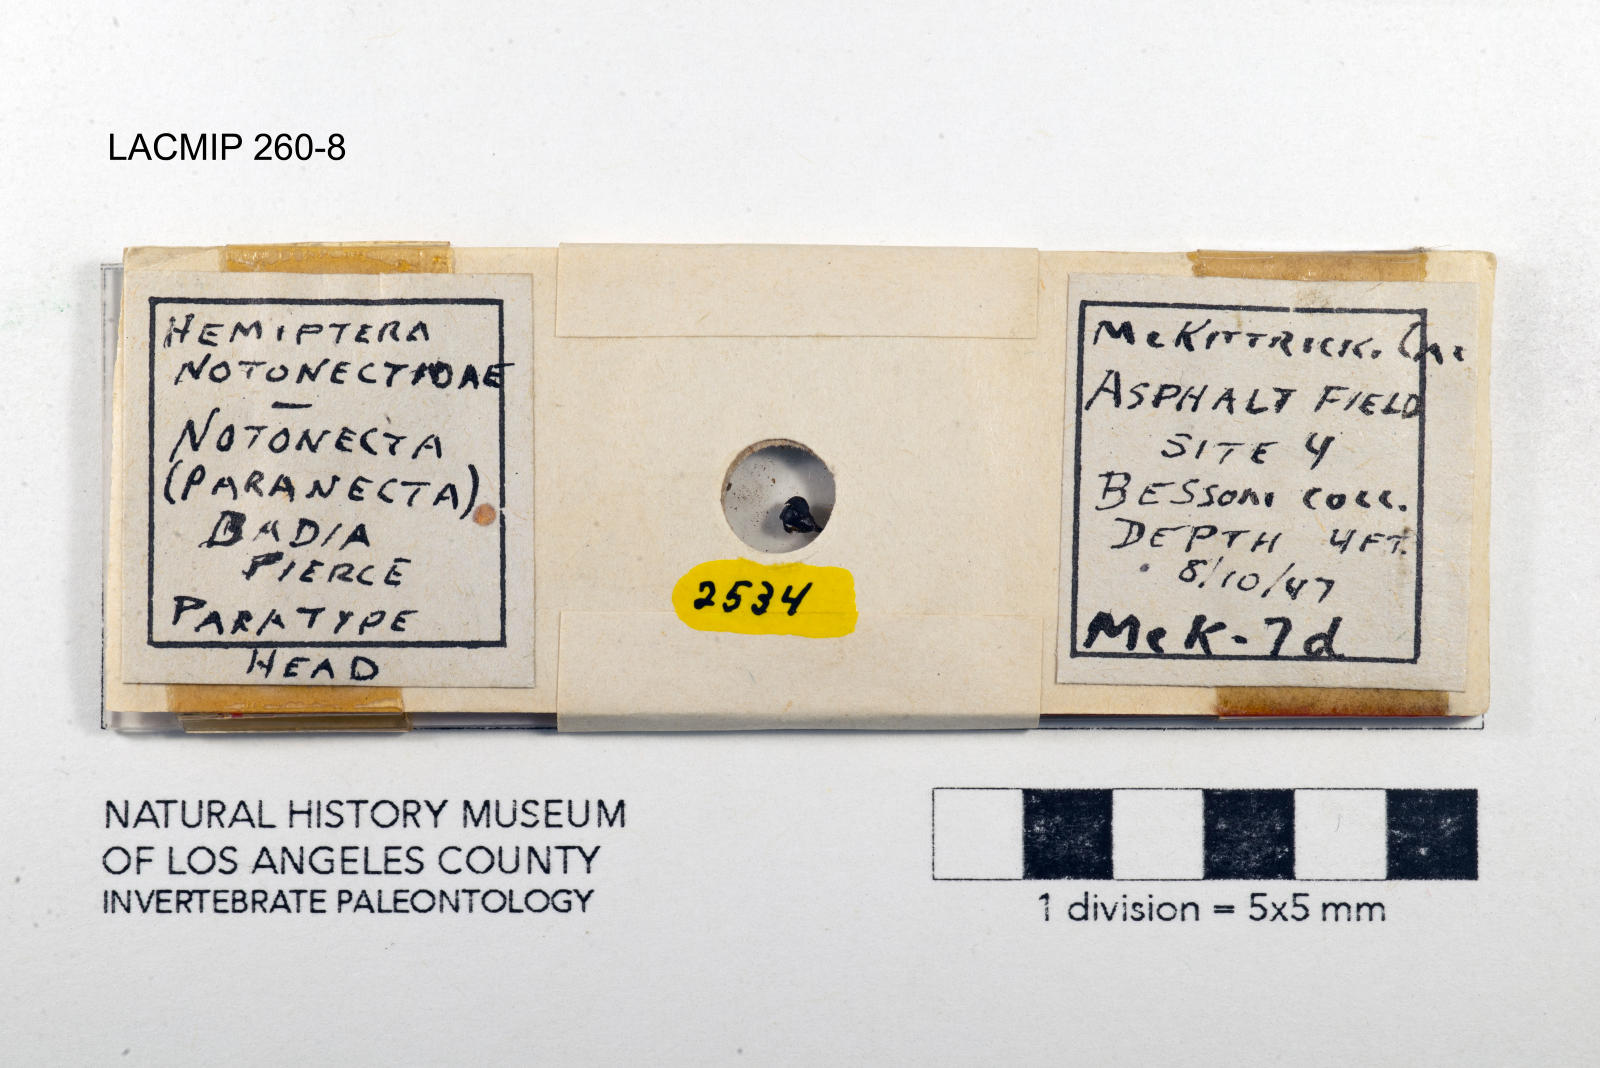 LACMIP 260-8
HEMIPTERA
NOTONECTIDAE
NOTONECTA
(PARANECTA)
BADIA
PIERCE
PARATYPE
HEAD
2534
McKITTRICK. CAL
ASPHALT FIELD
SITE 4
BESSOM COLL.
DEPTH 4FT.
8/10/47
McK-7d
NATURAL HISTORY MUSEUM
OF LOS ANGELES COUNTY
INVERTEBRATE PALEONTOLOGY
1 division = 5x5 mm